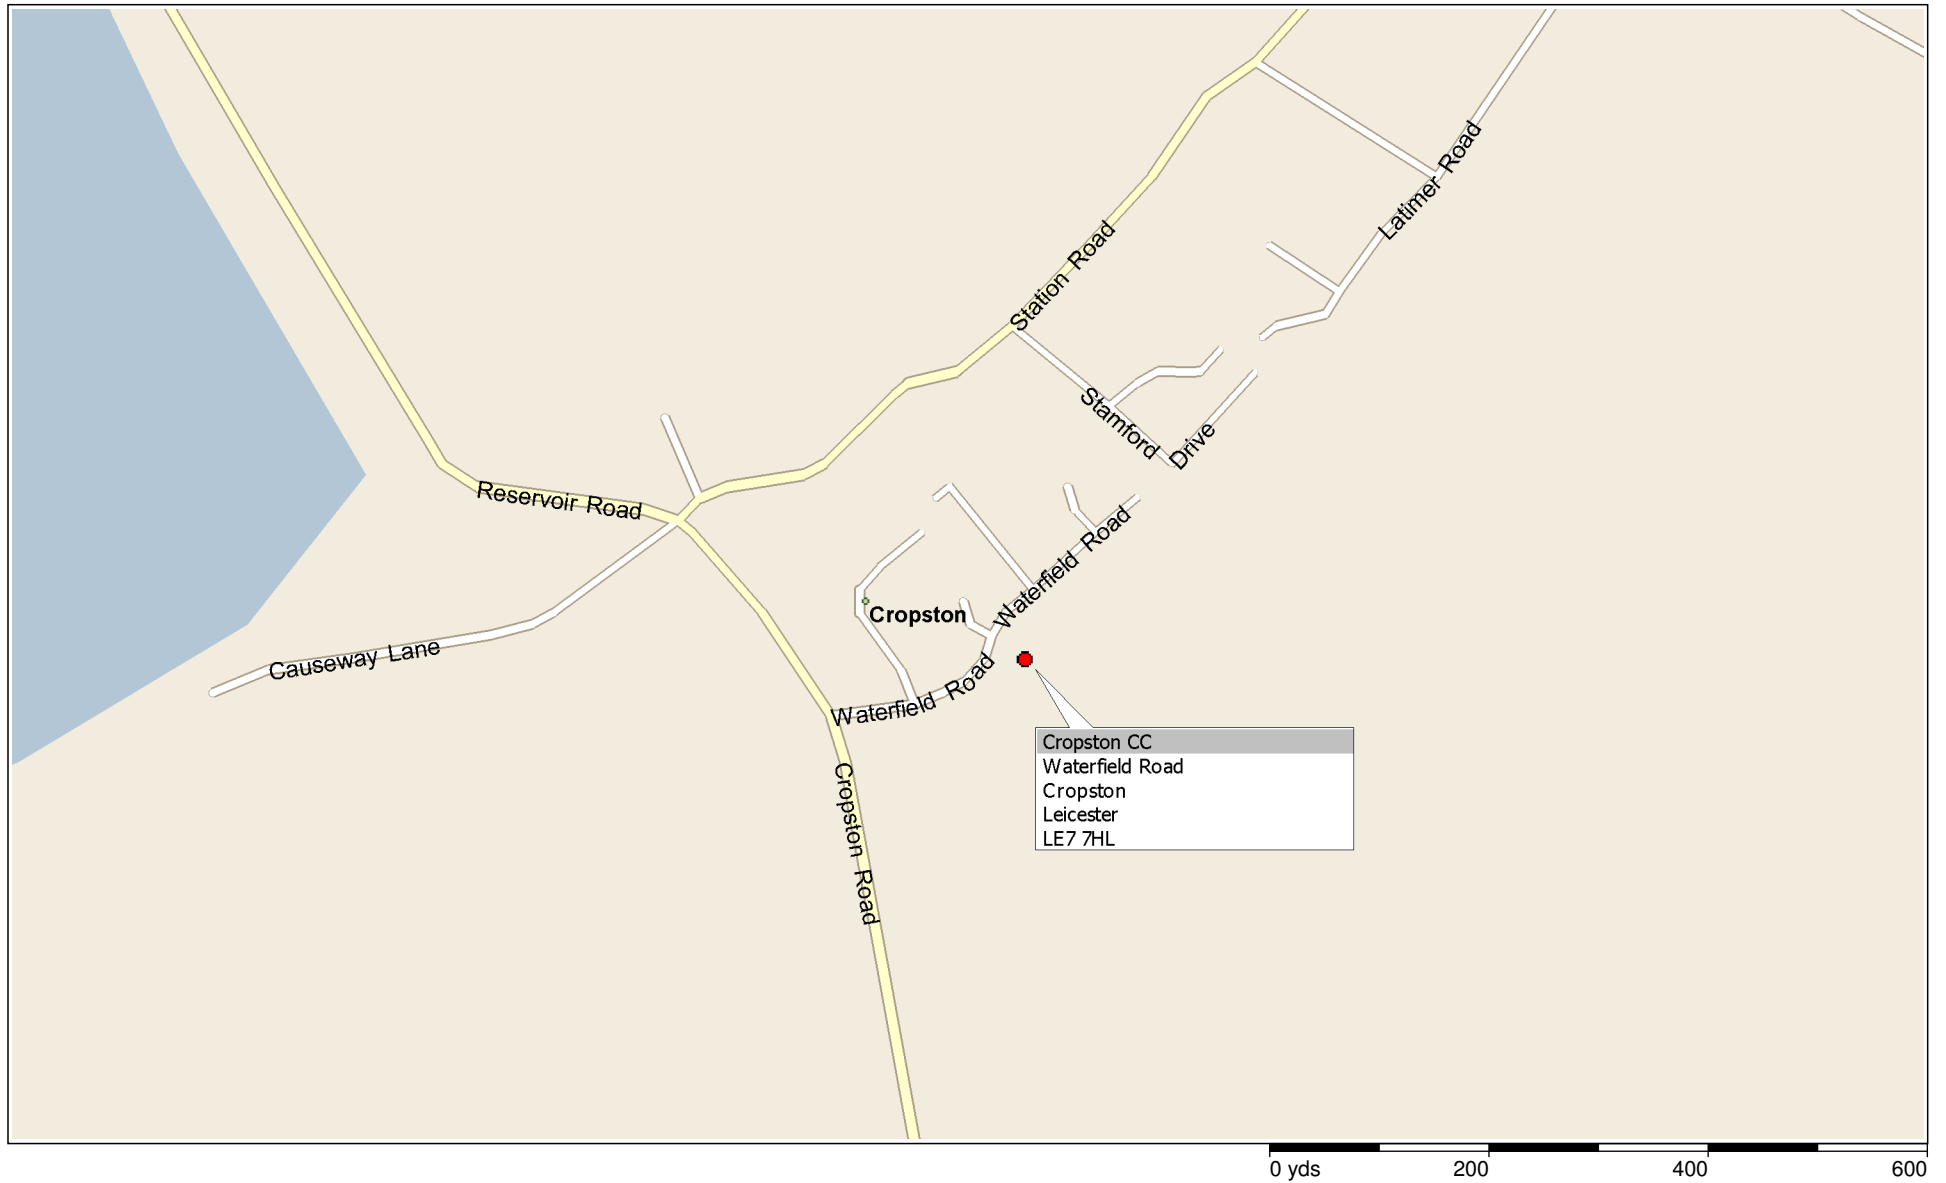 Latimer Road
Station Road
Stamford Drive
Reservoir Road
Waterfield Road
Cropston
Causeway Lane
Waterfield Road
Cropston Road
Cropston CC
Waterfield Road
Cropston
Leicester
LE7 7HL
0 yds 200 400 600